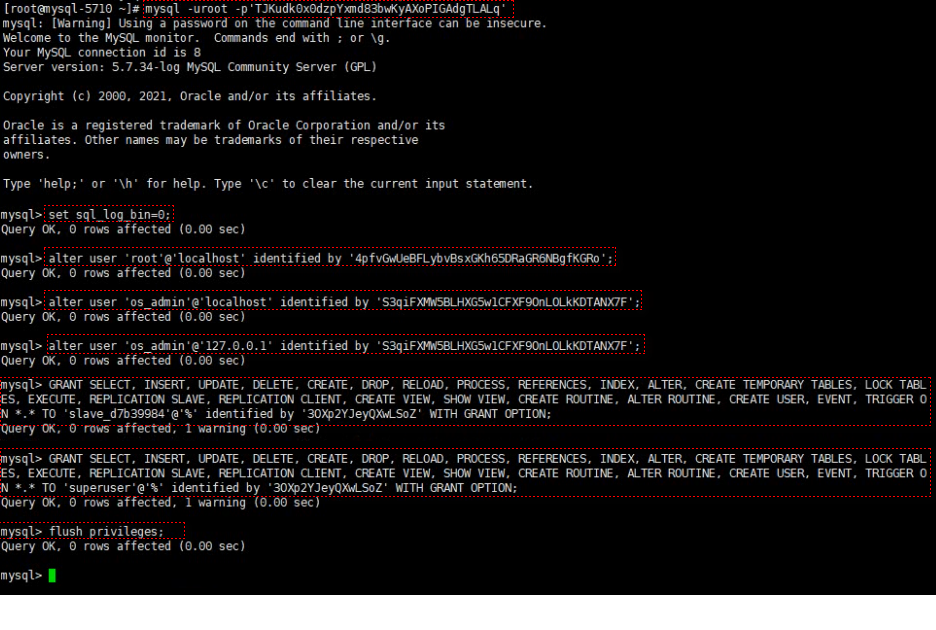 [root@mysql-5710 ~]# mysql -uroot -p'TJKudk0x0dzpYxmd83bwKyAXoPIGAdgTLALq'
mysql: [Warning] Using a password on the command line interface can be insecure.
Welcome to the MySQL monitor.  Commands end with ; or \g.
Your MySQL connection id is 8
Server version: 5.7.34-log MySQL Community Server (GPL)
Copyright (c) 2000, 2021, Oracle and/or its affiliates.
Oracle is a registered trademark of Oracle Corporation and/or its
affiliates. Other names may be trademarks of their respective
owners.
Type 'help;' or '\h' for help. Type '\c' to clear the current input statement.
mysql> set sql_log_bin=0;
Query OK, 0 rows affected (0.00 sec)
mysql> alter user 'root'@'localhost' identified by '4pfvGwUeBFLybvBsxGKh65DRaGR6NBgfKGRo';
Query OK, 0 rows affected (0.00 sec)
mysql> alter user 'os_admin'@'localhost' identified by 'S3qiFXMW5BLHXG5w1CFXF9OnLOLkKDTANX7F';
Query OK, 0 rows affected (0.00 sec)
mysql> alter user 'os_admin'@'127.0.0.1' identified by 'S3qiFXMW5BLHXG5w1CFXF9OnLOLkKDTANX7F';
Query OK, 0 rows affected (0.00 sec)
mysql> GRANT SELECT, INSERT, UPDATE, DELETE, CREATE, DROP, RELOAD, PROCESS, REFERENCES, INDEX, ALTER, CREATE TEMPORARY TABLES, LOCK TABL
ES, EXECUTE, REPLICATION SLAVE, REPLICATION CLIENT, CREATE VIEW, SHOW VIEW, CREATE ROUTINE, ALTER ROUTINE, CREATE USER, EVENT, TRIGGER O
N *.* TO 'slave_d7b39984'@'%' identified by '3OXp2YJeyQXwLSoZ' WITH GRANT OPTION;
Query OK, 0 rows affected, 1 warning (0.00 sec)
mysql> GRANT SELECT, INSERT, UPDATE, DELETE, CREATE, DROP, RELOAD, PROCESS, REFERENCES, INDEX, ALTER, CREATE TEMPORARY TABLES, LOCK TABL
ES, EXECUTE, REPLICATION SLAVE, REPLICATION CLIENT, CREATE VIEW, SHOW VIEW, CREATE ROUTINE, ALTER ROUTINE, CREATE USER, EVENT, TRIGGER O
N *.* TO 'superuser'@'%' identified by '3OXp2YJeyQXwLSoZ' WITH GRANT OPTION;
Query OK, 0 rows affected, 1 warning (0.00 sec)
mysql> flush privileges;
Query OK, 0 rows affected (0.00 sec)
mysql>